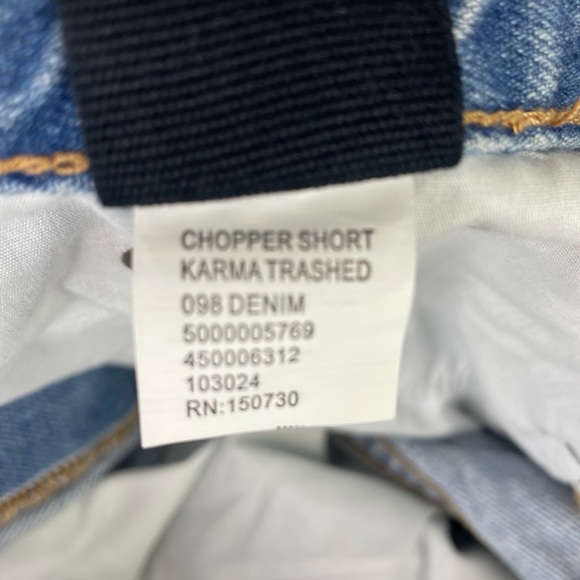 CHOPPER SHORT
KARMA TRASHED
098 DENIM
5000005769
450006312
103024
RN:150730